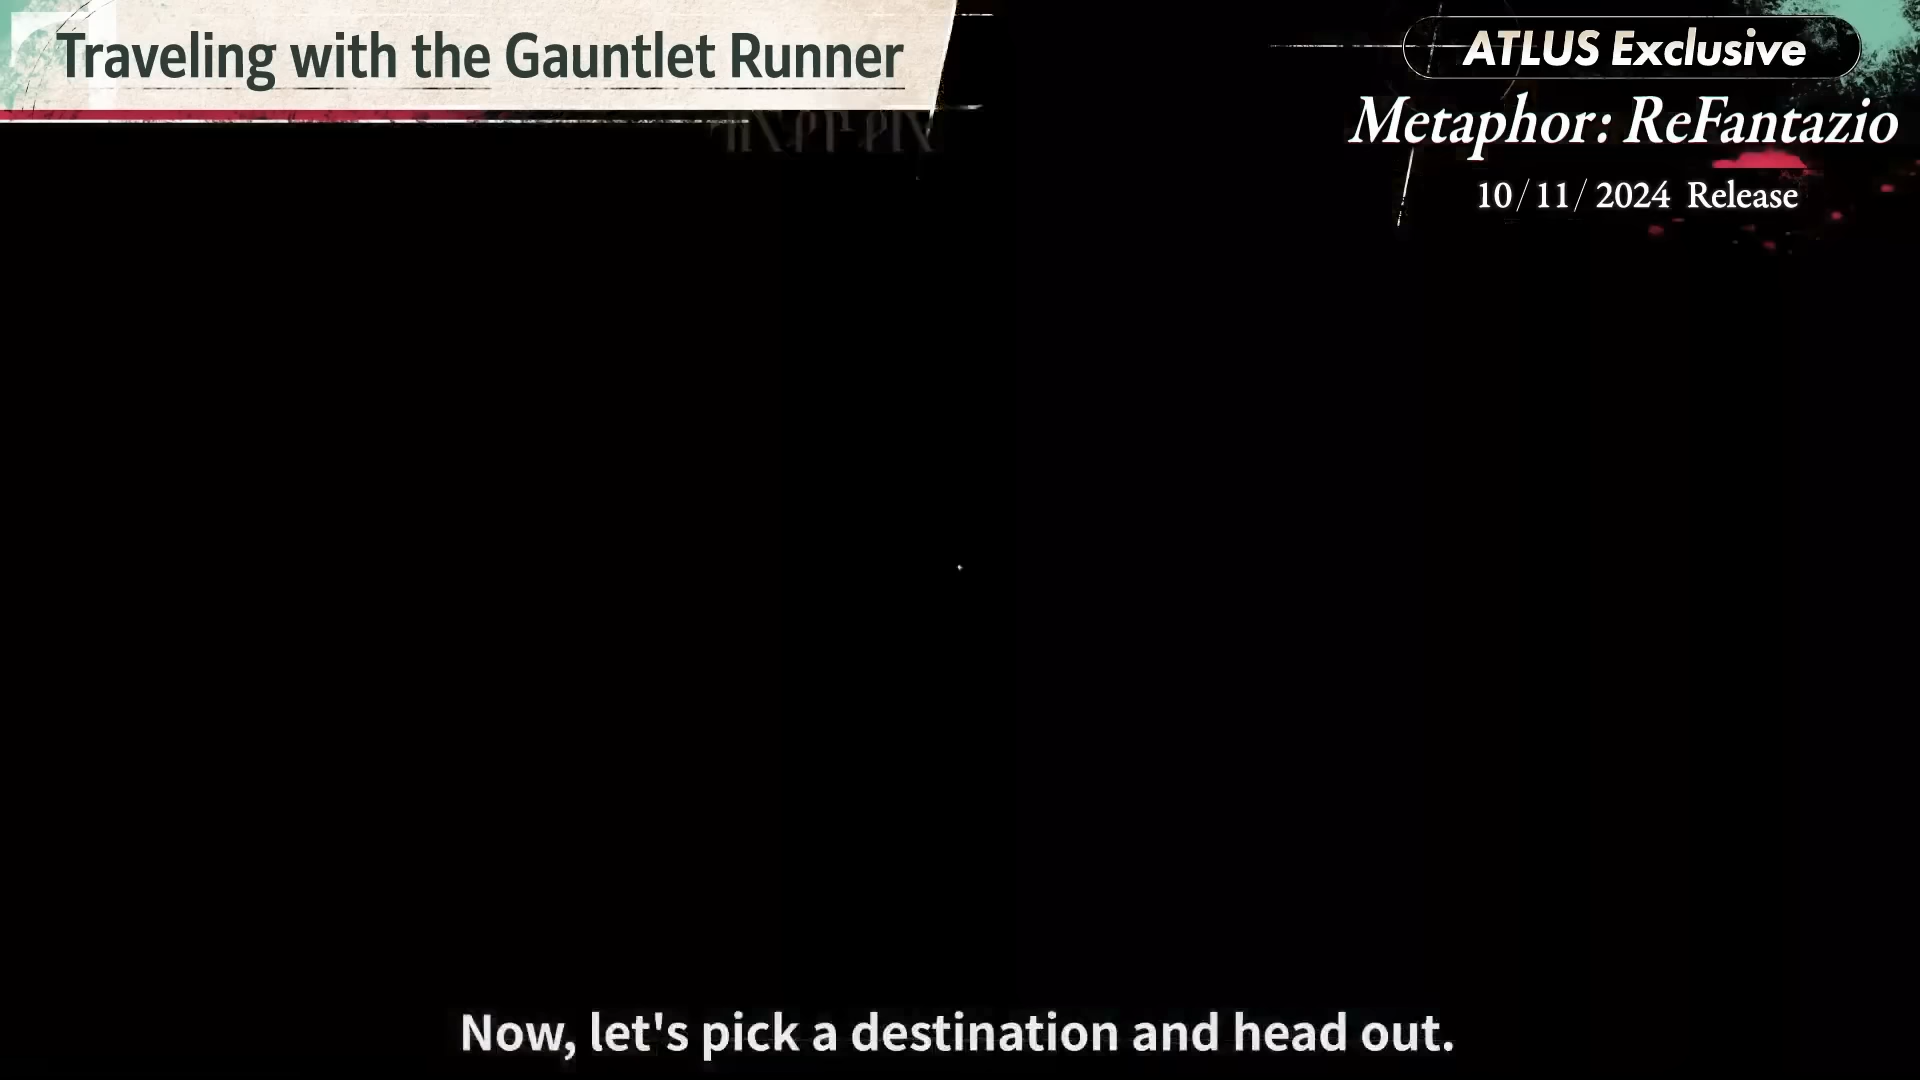 Traveling with the Gauntlet Runner
ATLUS Exclusive
Metaphor: ReFantazio
10/11/2024 Release
Now, let's pick a destination and head out.